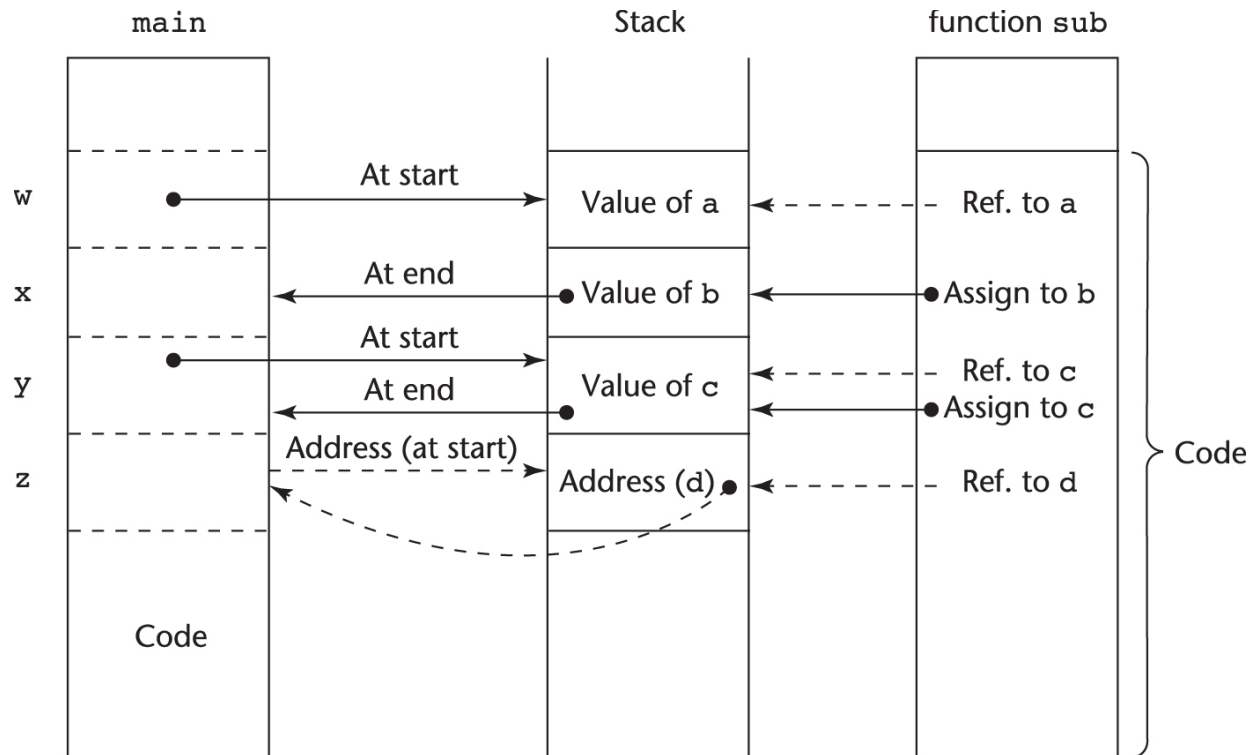 main
Stack
function sub
w
At start
Value of a
Ref. to a
x
At end
Value of b
Assign to b
At start
y
Value of c
Ref. to c
At end
Assign to c
Address (at start)
z
Address (d)
Ref. to d
Code
Code